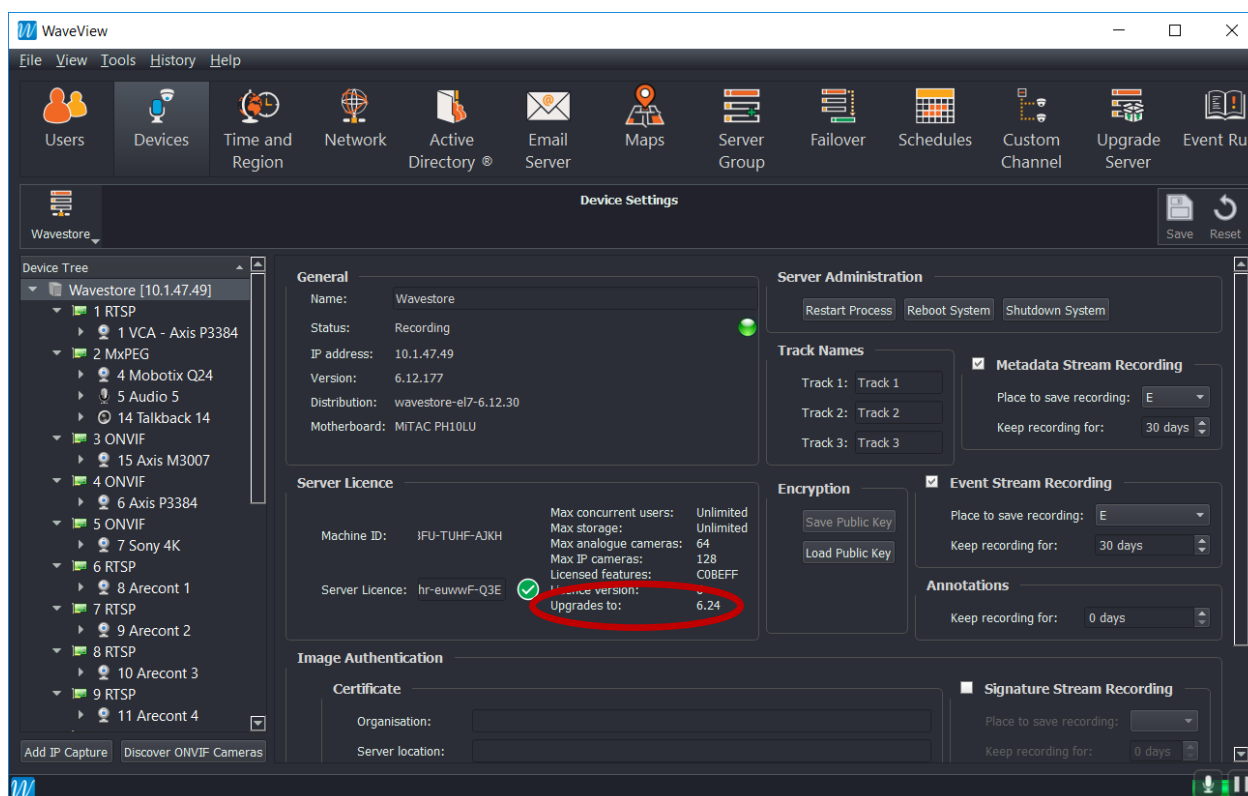 WaveView
File View Tools History Help
Users Devices Time and Region Network Active Directory ® Email Server Maps Server Group Failover Schedules Custom Channel Upgrade Server Event Ru
Wavestore
Device Settings
Save Reset
Device Tree
Wavestore [10.1.47.49]
1 RTSP
1 VCA - Axis P3384
2 MxPEG
4 Mobotix Q24
5 Audio 5
14 Talkback 14
3 ONVIF
15 Axis M3007
4 ONVIF
6 Axis P3384
5 ONVIF
7 Sony 4K
6 RTSP
8 Arecont 1
7 RTSP
9 Arecont 2
8 RTSP
10 Arecont 3
9 RTSP
11 Arecont 4
Add IP Capture Discover ONVIF Cameras
General
Name: Wavestore
Status: Recording
IP address: 10.1.47.49
Version: 6.12.177
Distribution: wavestore-el7-6.12.30
Motherboard: MiTAC PH10LU
Server Licence
Machine ID: 3FU-TUHF-AJKH
Server Licence: hr-euwwF-Q3E
Max concurrent users: Unlimited
Max storage: Unlimited
Max analogue cameras: 64
Max IP cameras: 128
Licensed features: C0BEFF
Licence version:
Upgrades to: 6.24
Server Administration
Restart Process Reboot System Shutdown System
Track Names
Track 1: Track 1
Track 2: Track 2
Track 3: Track 3
Metadata Stream Recording
Place to save recording: E
Keep recording for: 30 days
Encryption
Save Public Key
Load Public Key
Event Stream Recording
Place to save recording: E
Keep recording for: 30 days
Annotations
Keep recording for: 0 days
Image Authentication
Certificate
Organisation:
Server location:
Signature Stream Recording
Place to save recording:
Keep recording for: 0 days